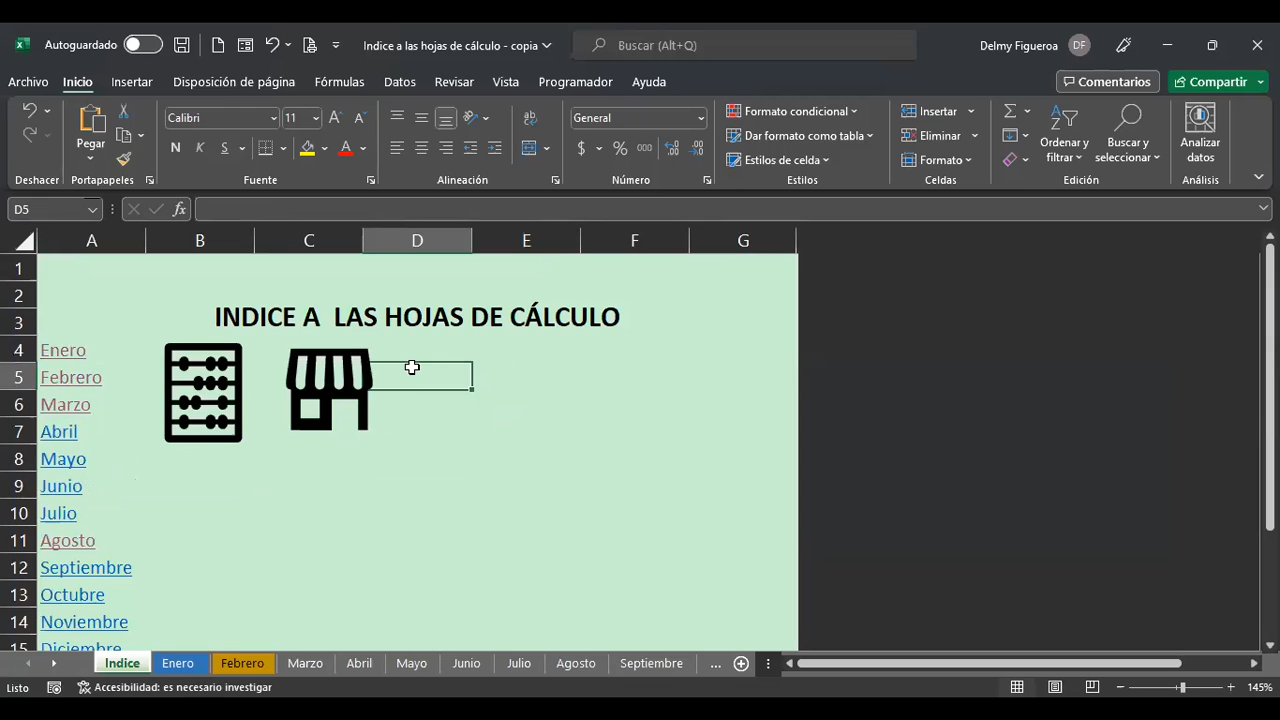 Autoguardado
Indice a las hojas de cálculo - copia
Buscar (Alt+Q)
Delmy Figueroa
DF
Archivo Inicio Insertar Disposición de página Fórmulas Datos Revisar Vista Programador Ayuda
Comentarios
Compartir
Pegar
Calibri
11
N K S
General
$ % 000
Formato condicional
Dar formato como tabla
Estilos de celda
Insertar
Eliminar
Formato
Ordenar y filtrar
Buscar y seleccionar
Analizar datos
Deshacer Portapapeles Fuente Alineación Número Estilos Celdas Edición Análisis
D5
fx
A B C D E F G
1
2
3 INDICE A LAS HOJAS DE CÁLCULO
4 Enero
5 Febrero
6 Marzo
7 Abril
8 Mayo
9 Junio
10 Julio
11 Agosto
12 Septiembre
13 Octubre
14 Noviembre
15 Diciembre
Indice Enero Febrero Marzo Abril Mayo Junio Julio Agosto Septiembre ...
Listo
Accesibilidad: es necesario investigar
145%